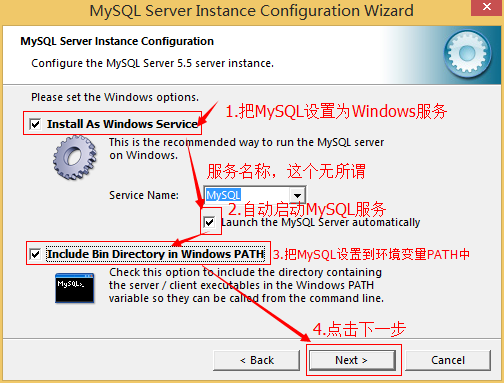 MySQL Server Instance Configuration Wizard
MySQL Server Instance Configuration
Configure the MySQL Server 5.5 server instance.
Please set the Windows options.
1.把MySQL设置为Windows服务
Install As Windows Service
This is the recommended way to run the MySQL server
on Windows.
服务名称，这个无所谓
Service Name:
MySQL
2.自动启动MySQL服务
Launch the MySQL Server automatically
Include Bin Directory in Windows PATH
3.把MySQL设置到环境变量PATH中
Check this option to include the directory containing
the server / client executables in the Windows PATH
variable so they can be called from the command line.
MySQL>_
4.点击下一步
< Back
Next >
Cancel